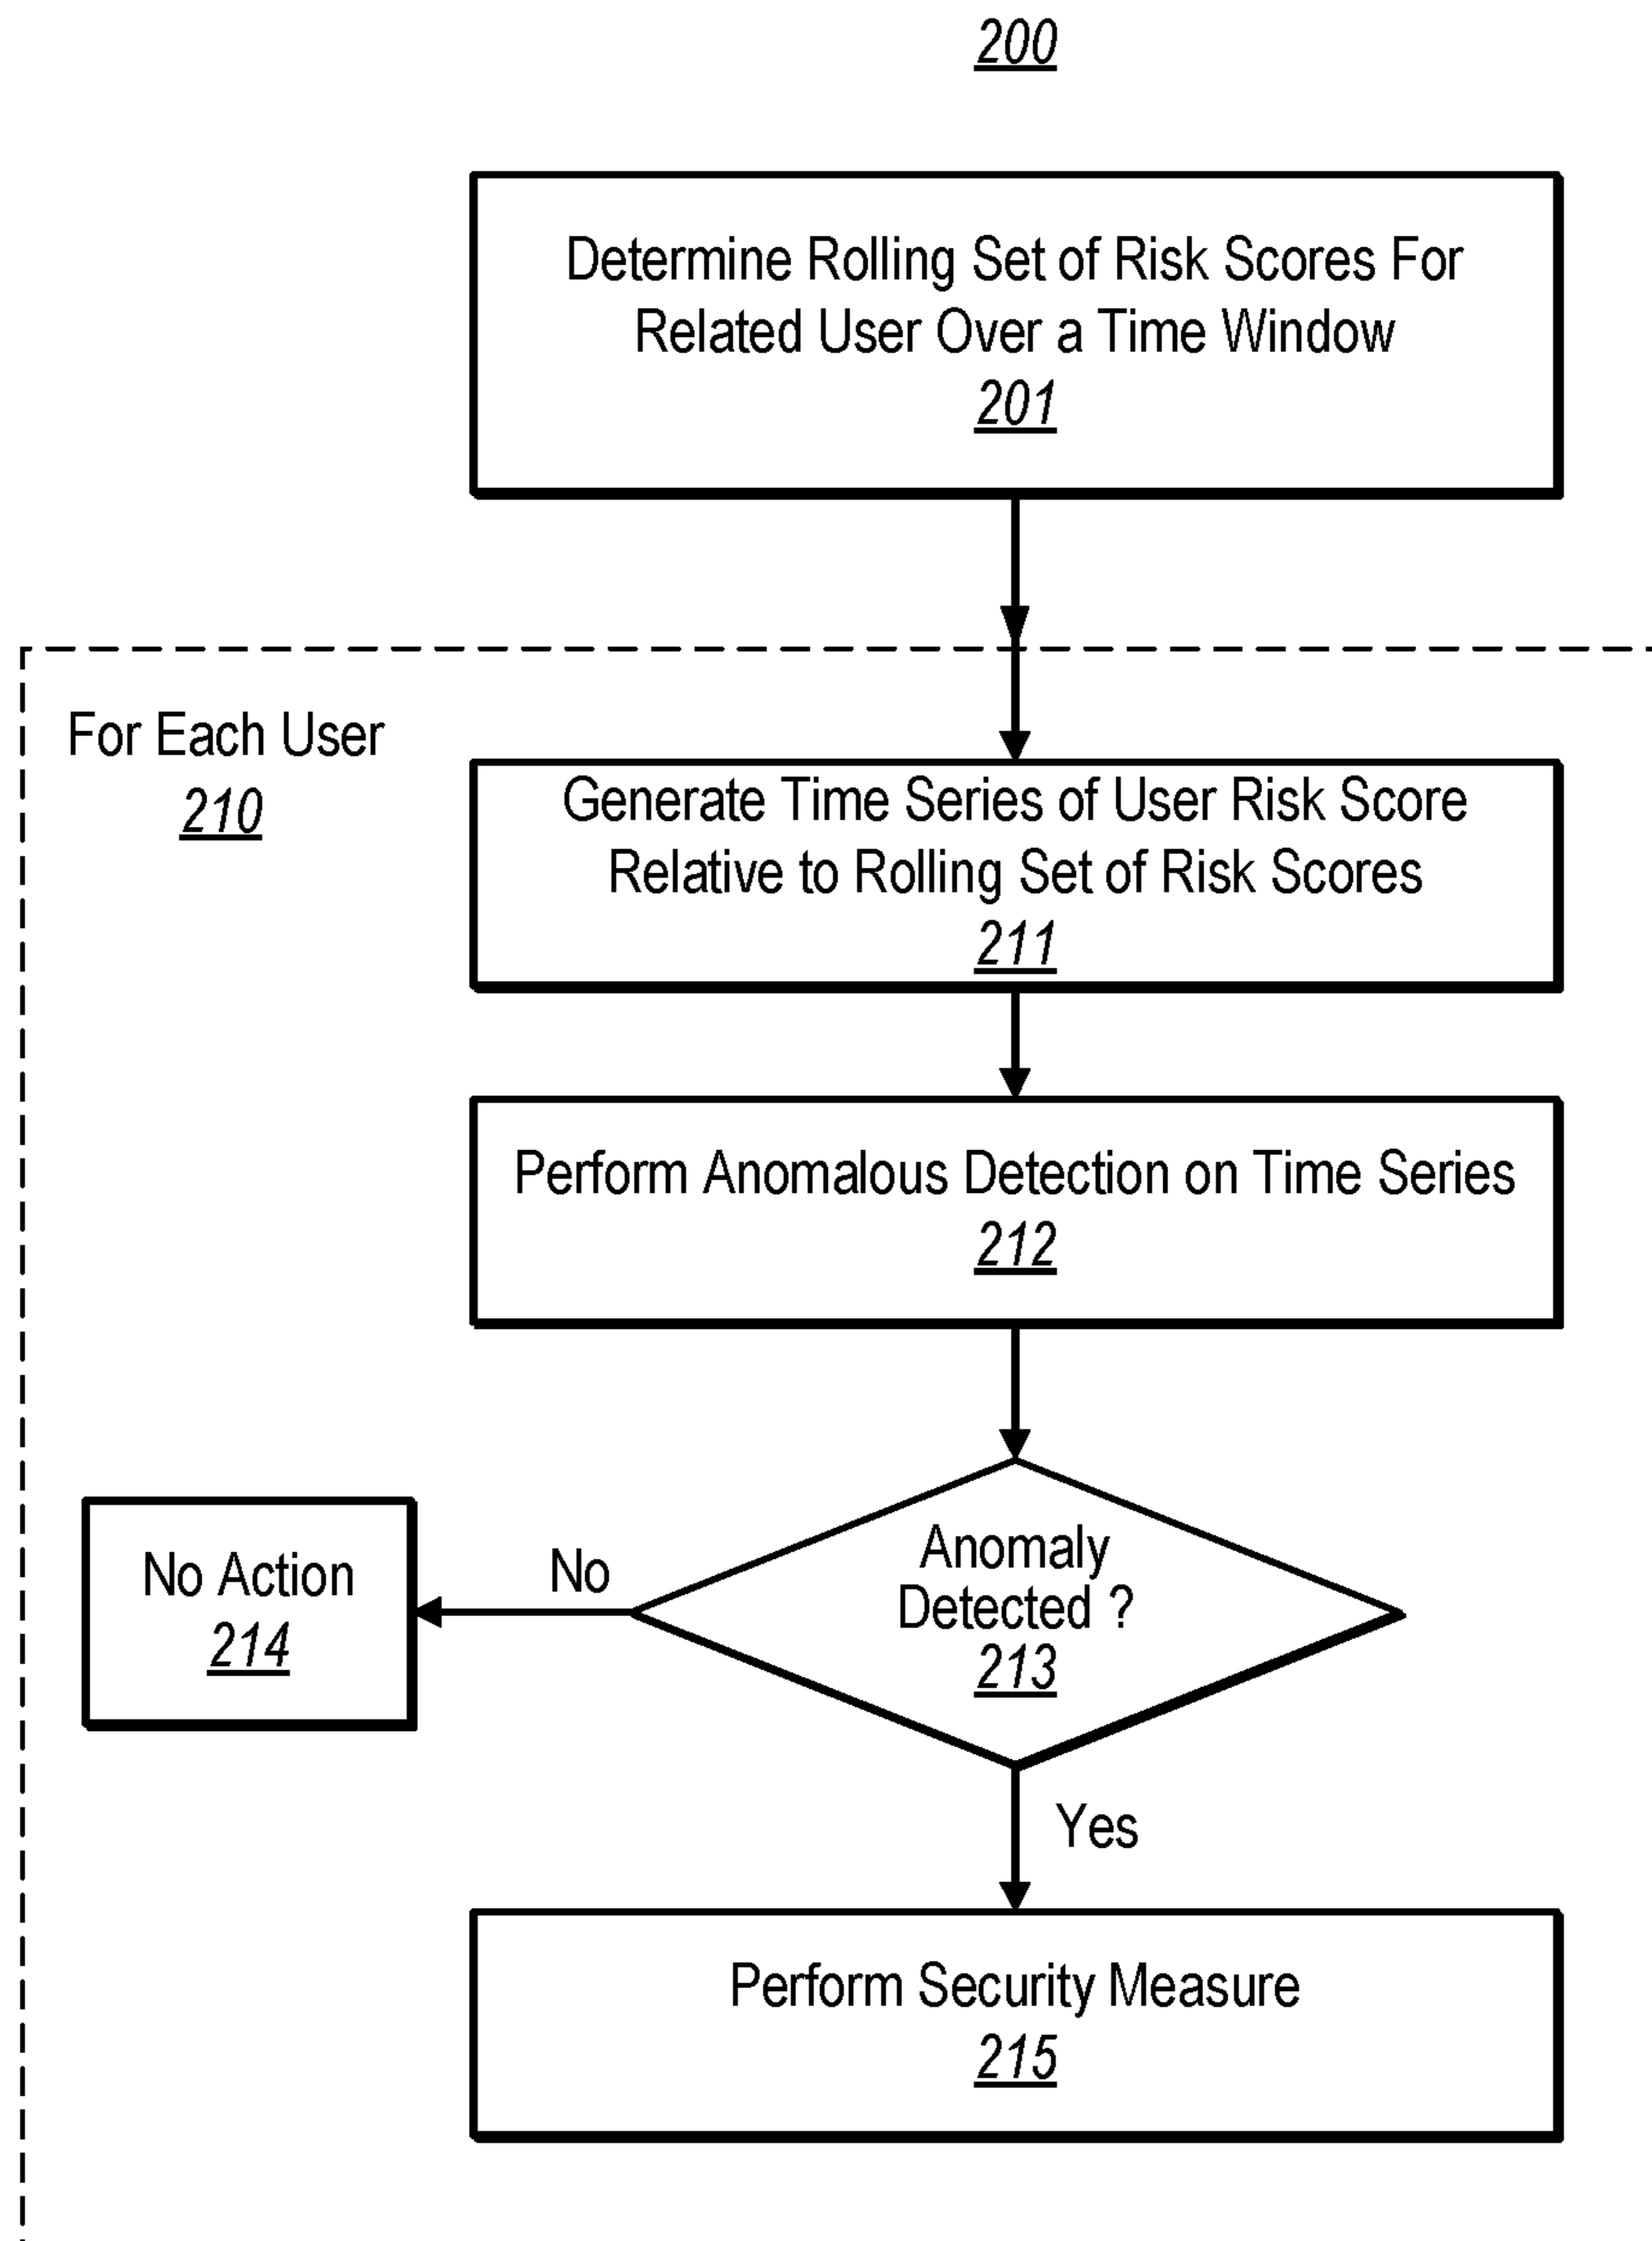 200
Determine Rolling Set of Risk Scores For
Related User Over a Time Window
201
For Each User
210
Generate Time Series of User Risk Score
Relative to Rolling Set of Risk Scores
211
Perform Anomalous Detection on Time Series
212
Anomaly
Detected ?
213
No
No Action
214
Yes
Perform Security Measure
215